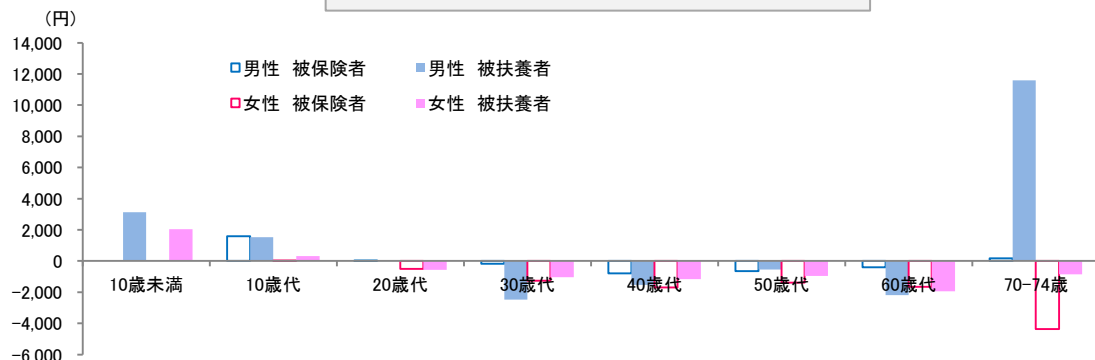 （円）
14,000
12,000
10,000
8,000
6,000
4,000
2,000
0
−2,000
−4,000
−6,000
男性　被保険者
男性　被扶養者
女性　被保険者
女性　被扶養者
10歳未満
10歳代
20歳代
30歳代
40歳代
50歳代
60歳代
70-74歳